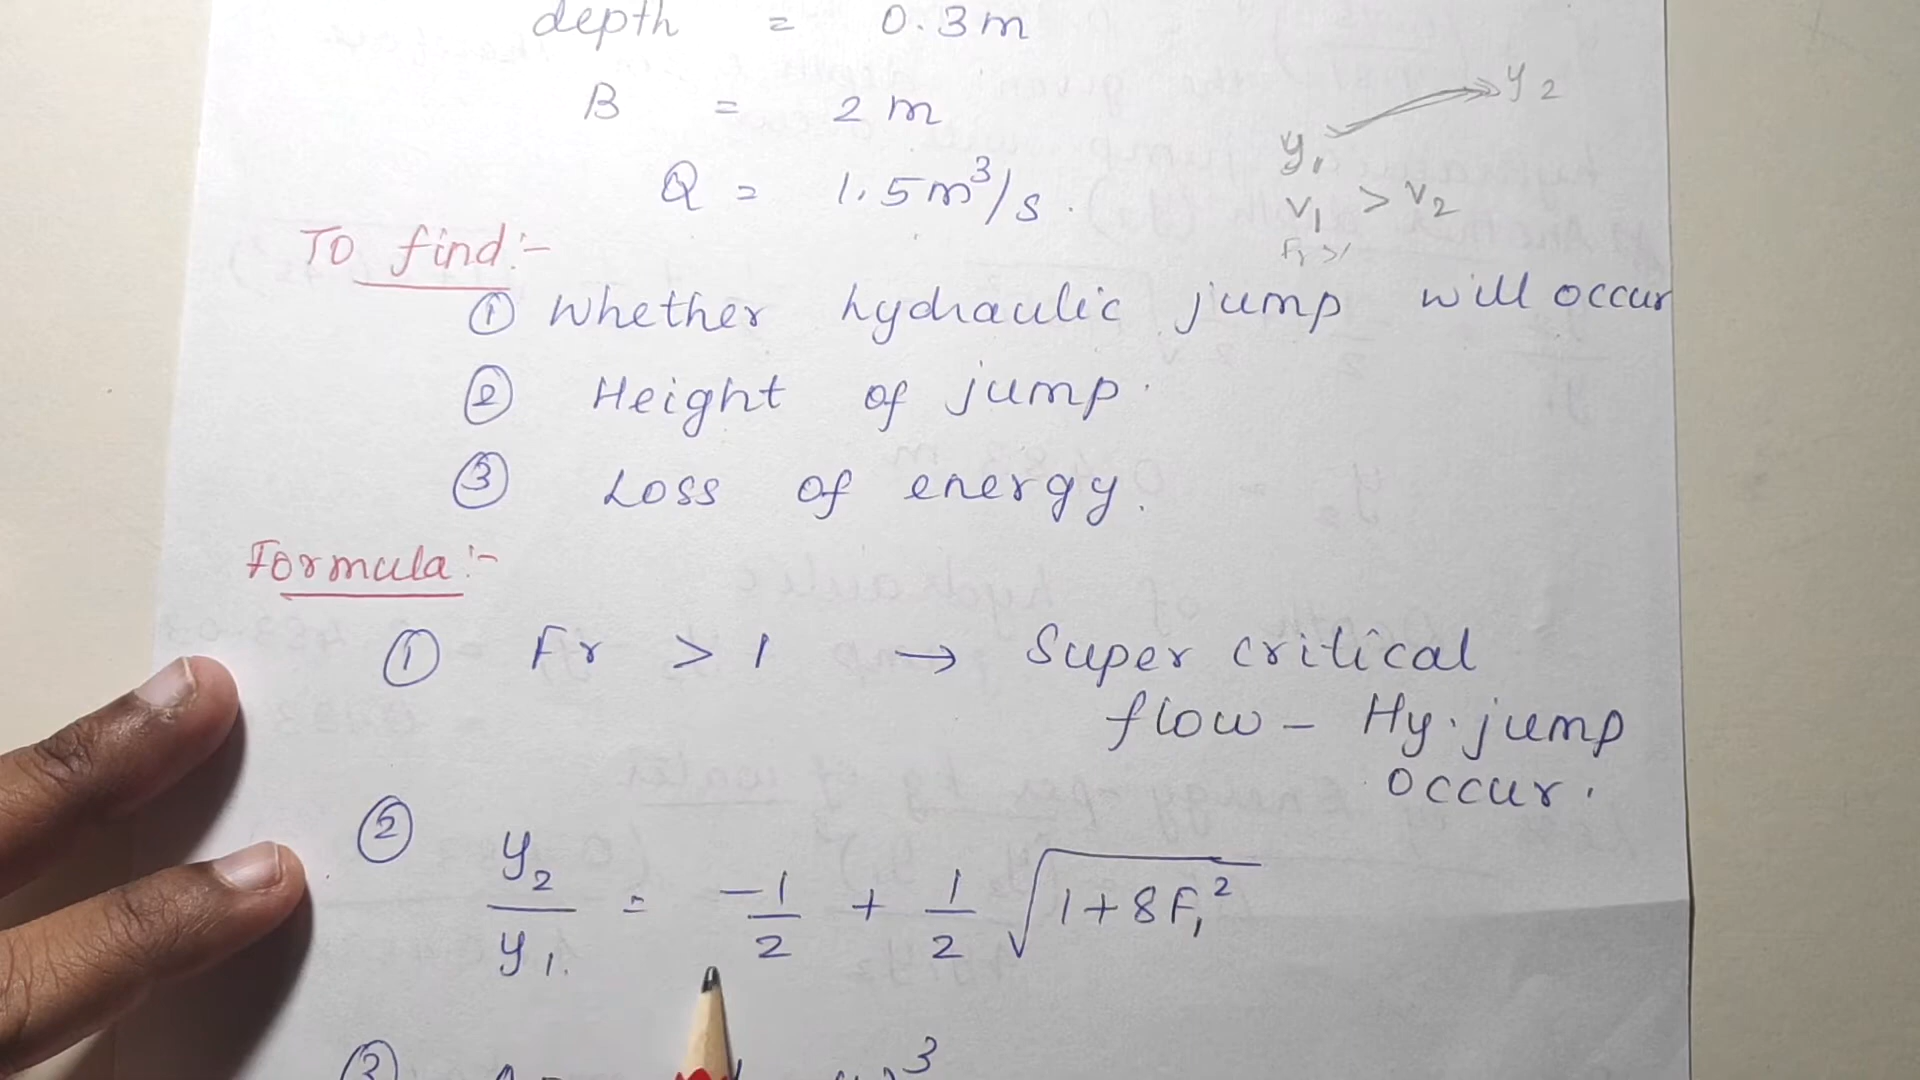 depth = 0.3m
B = 2 m
Q = 1.5m³/s.
y₁ → y₂
V₁ > V₂
Fr >1
To find:-
① Whether hydraulic jump will occur
② Height of jump.
③ Loss of energy.
Formula:-
① Fr > 1 → Super critical
flow - Hy. jump
occur.
② y₂/y₁. = -1/2 + 1/2 √1+8F₁²